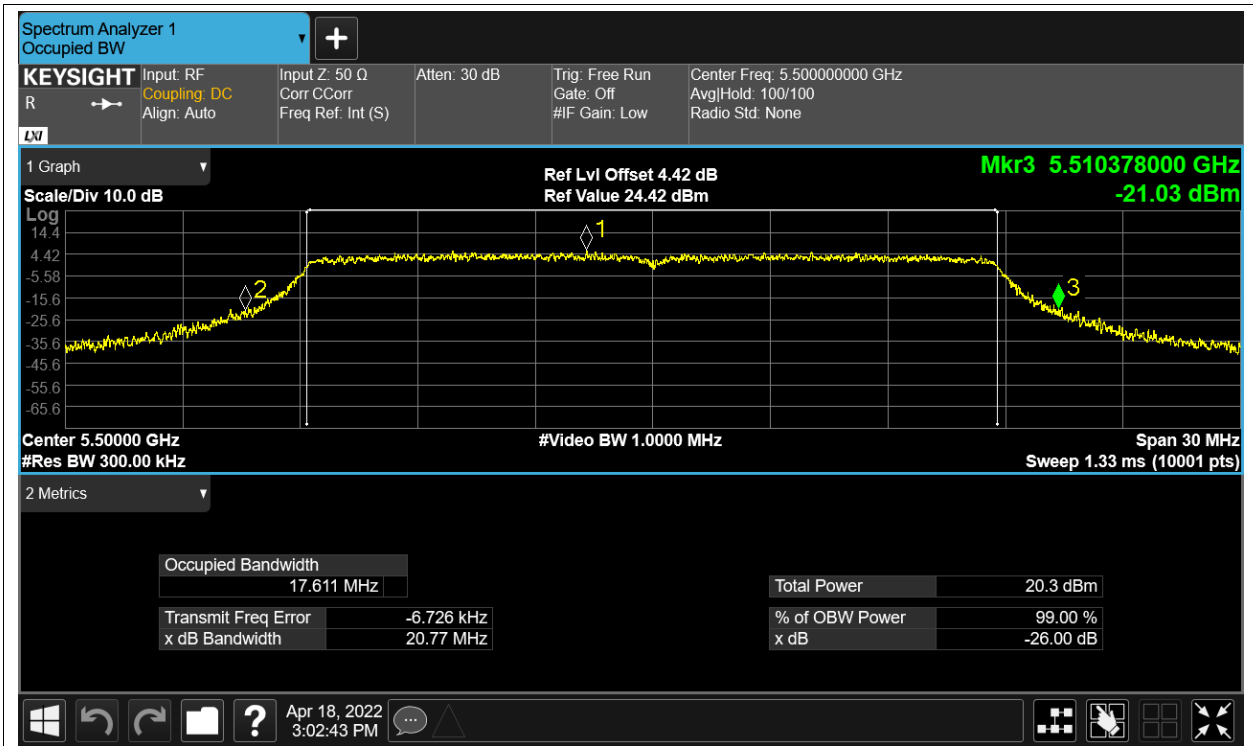 Spectrum Analyzer 1
Occupied BW
KEYSIGHT
R
LXI
Input: RF
Coupling: DC
Align: Auto
Input Z: 50 Ω
Corr CCorr
Freq Ref: Int (S)
Atten: 30 dB
Trig: Free Run
Gate: Off
#IF Gain: Low
Center Freq: 5.500000000 GHz
Avg|Hold: 100/100
Radio Std: None
1 Graph
Scale/Div 10.0 dB
Ref Lvl Offset 4.42 dB
Ref Value 24.42 dBm
Mkr3 5.510378000 GHz
-21.03 dBm
Log
14.4
4.42
-5.58
-15.6
-25.6
-35.6
-45.6
-55.6
-65.6
1
2
3
Center 5.50000 GHz
#Res BW 300.00 kHz
#Video BW 1.0000 MHz
Span 30 MHz
Sweep 1.33 ms (10001 pts)
2 Metrics
Occupied Bandwidth
17.611 MHz
Transmit Freq Error -6.726 kHz
x dB Bandwidth 20.77 MHz
Total Power 20.3 dBm
% of OBW Power 99.00 %
x dB -26.00 dB
?
Apr 18, 2022
3:02:43 PM